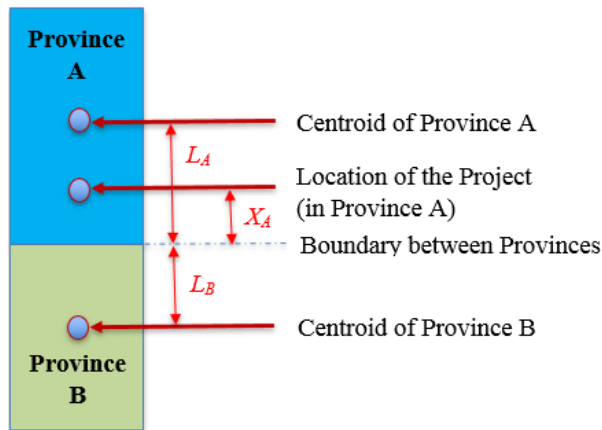 Province
A
Centroid of Province A
L_A
Location of the Project
(in Province A)
X_A
Boundary between Provinces
L_B
Centroid of Province B
Province
B